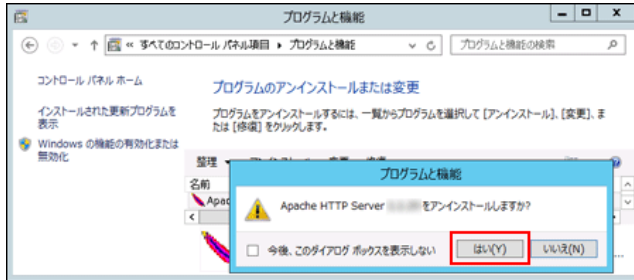 プログラムと機能
« すべてのコントロール パネル項目 ▸ プログラムと機能
プログラムと機能の検索
コントロール パネル ホーム
インストールされた更新プログラムを
表示
Windows の機能の有効化または
無効化
プログラムのアンインストールまたは変更
プログラムをアンインストールするには、一覧からプログラムを選択して [アンインストール]、[変更]、ま
たは [修復] をクリックします。
整理
名前
Apac
プログラムと機能
Apache HTTP Server をアンインストールしますか?
今後、このダイアログ ボックスを表示しない
はい(Y)
いいえ(N)